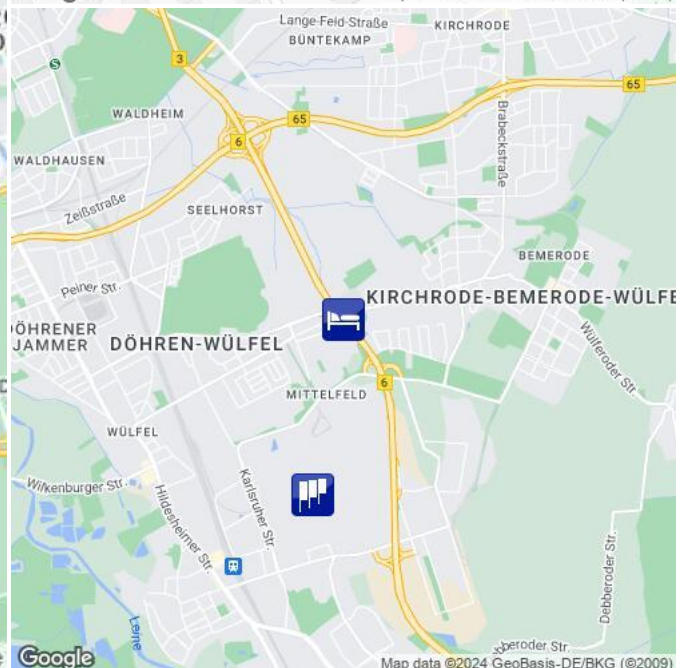 Lange-Feld-Straße
KIRCHRODE
BÜNTEKAMP
3
S
65
WALDHEIM
65
6
Brabeckstraße
WALDHAUSEN
Zeißstraße
SEELHORST
BEMERODE
Peiner Str.
KIRCHRODE-BEMERODE-WÜLFE
DÖHRENER
JAMMER
DÖHREN-WÜLFEL
Wülferoder Str.
6
MITTELFELD
WÜLFEL
Wilkenburger Str.
Karlsruher Str.
Hildesheimer Str.
Debberoder Str.
Leine
bberoder Str.
Google
Map data ©2024 GeoBasis-DE/BKG (©2009)